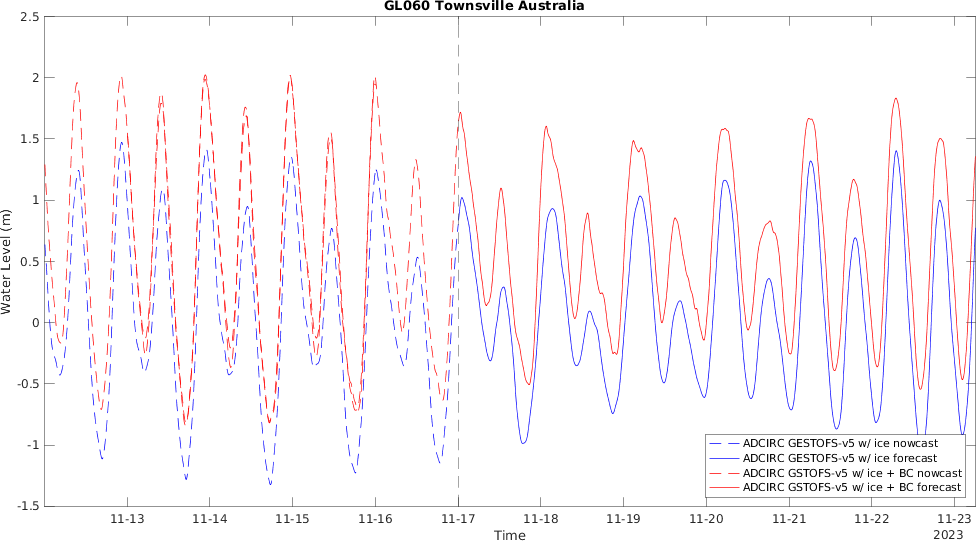 GL060 Townsville Australia
2.5
2
1.5
1
0.5
0
-0.5
-1
-1.5
Water Level (m)
ADCIRC GESTOFS-v5 w/ ice nowcast
ADCIRC GESTOFS-v5 w/ ice forecast
ADCIRC GSTOFS-v5 w/ ice + BC nowcast
ADCIRC GSTOFS-v5 w/ ice + BC forecast
11-13 11-14 11-15 11-16 11-17 11-18 11-19 11-20 11-21 11-22 11-23
Time
2023